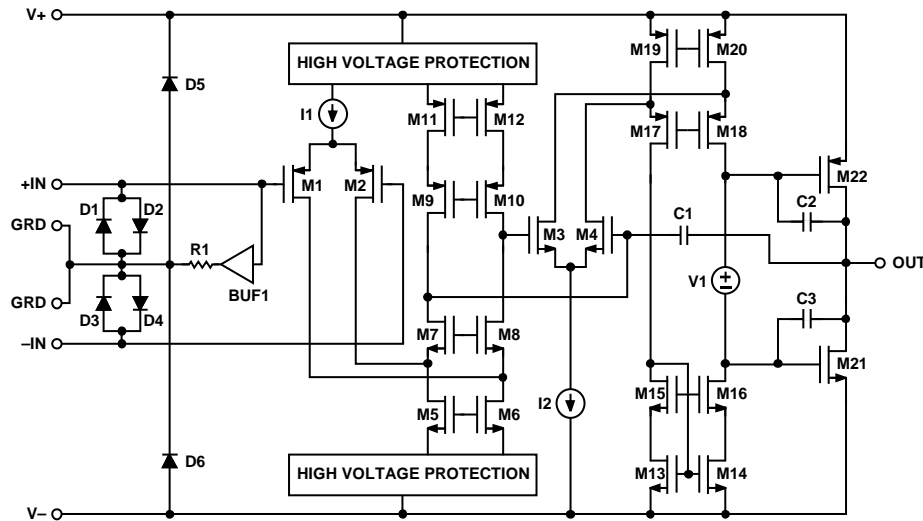 V+
M19
M20
HIGH VOLTAGE PROTECTION
D5
I1
M11
M12
M17
M18
+IN
M1
M2
M22
D1
D2
M9
M10
C2
GRD
M3
M4
C1
R1
OUT
BUF1
V1
GRD
C3
D3
D4
M7
M8
–IN
M21
M5
M6
I2
M15
M16
D6
HIGH VOLTAGE PROTECTION
M13
M14
V–